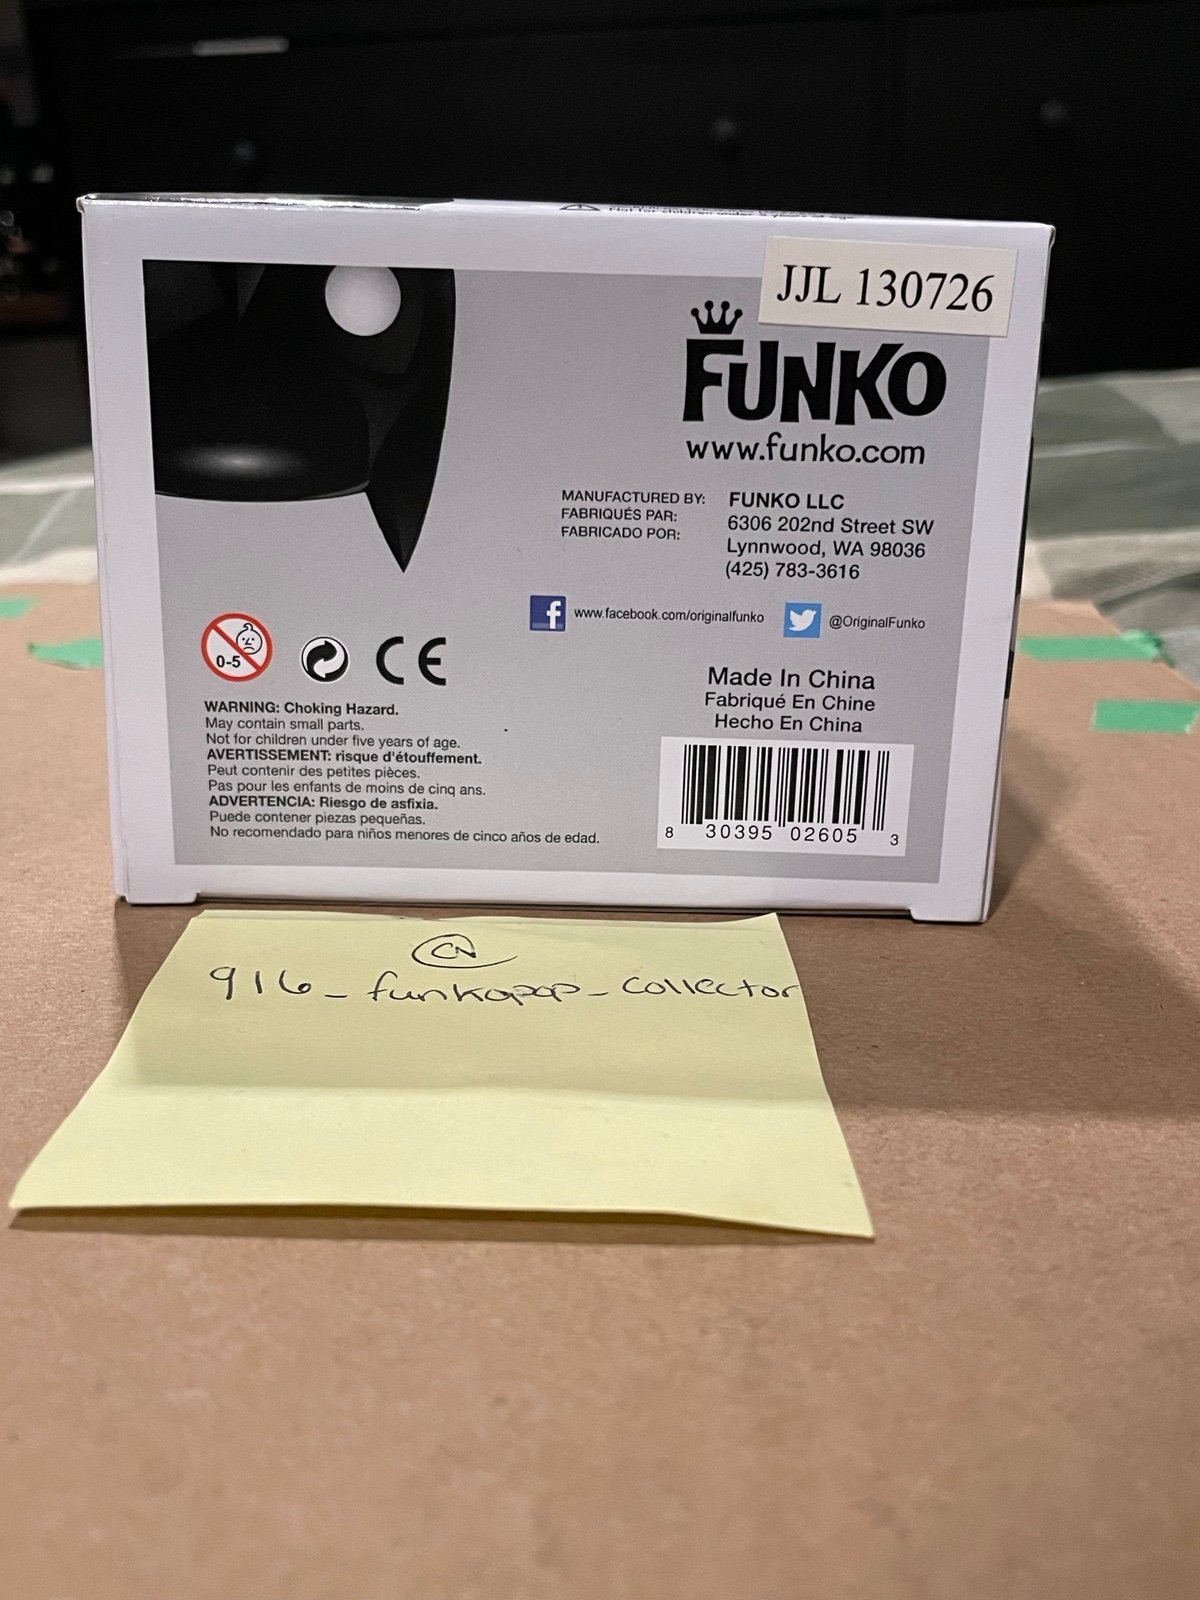 JJL 130726
FUNKO
www.funko.com
MANUFACTURED BY: FUNKO LLC
FABRIQUÉS PAR: 6306 202nd Street SW
FABRICADO POR: Lynnwood, WA 98036
(425) 783-3616
f www.facebook.com/originalfunko @OriginalFunko
0-5 CE
WARNING: Choking Hazard.
May contain small parts.
Not for children under five years of age.
AVERTISSEMENT: risque d'étouffement.
Peut contenir des petites pièces.
Pas pour les enfants de moins de cinq ans.
ADVERTENCIA: Riesgo de asfixia.
Puede contener piezas pequeñas.
No recomendado para niños menores de cinco años de edad.
Made In China
Fabriqué En Chine
Hecho En China
8 30395 02605 3
916_funkopop_collector